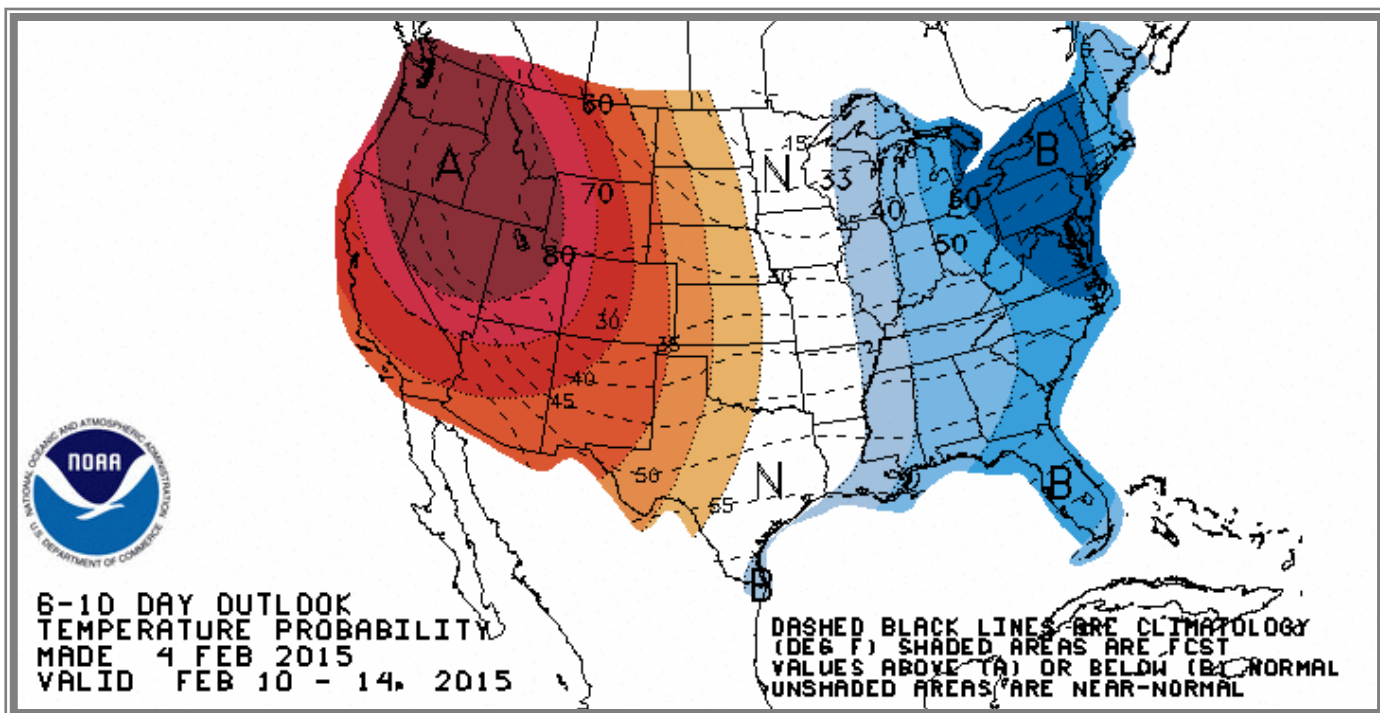 60
A
70
80
N
45
33
40
B
60
50
30
30
35
40
45
50
N
55
B
B
NATIONAL OCEANIC AND ATMOSPHERIC ADMINISTRATION
NOAA
U.S. DEPARTMENT OF COMMERCE
6-10 DAY OUTLOOK
TEMPERATURE PROBABILITY
MADE 4 FEB 2015
VALID FEB 10 - 14, 2015
DASHED BLACK LINES ARE CLIMATOLOGY
(DEG F) SHADED AREAS ARE FCST
VALUES ABOVE (A) OR BELOW (B) NORMAL
UNSHADED AREAS ARE NEAR-NORMAL